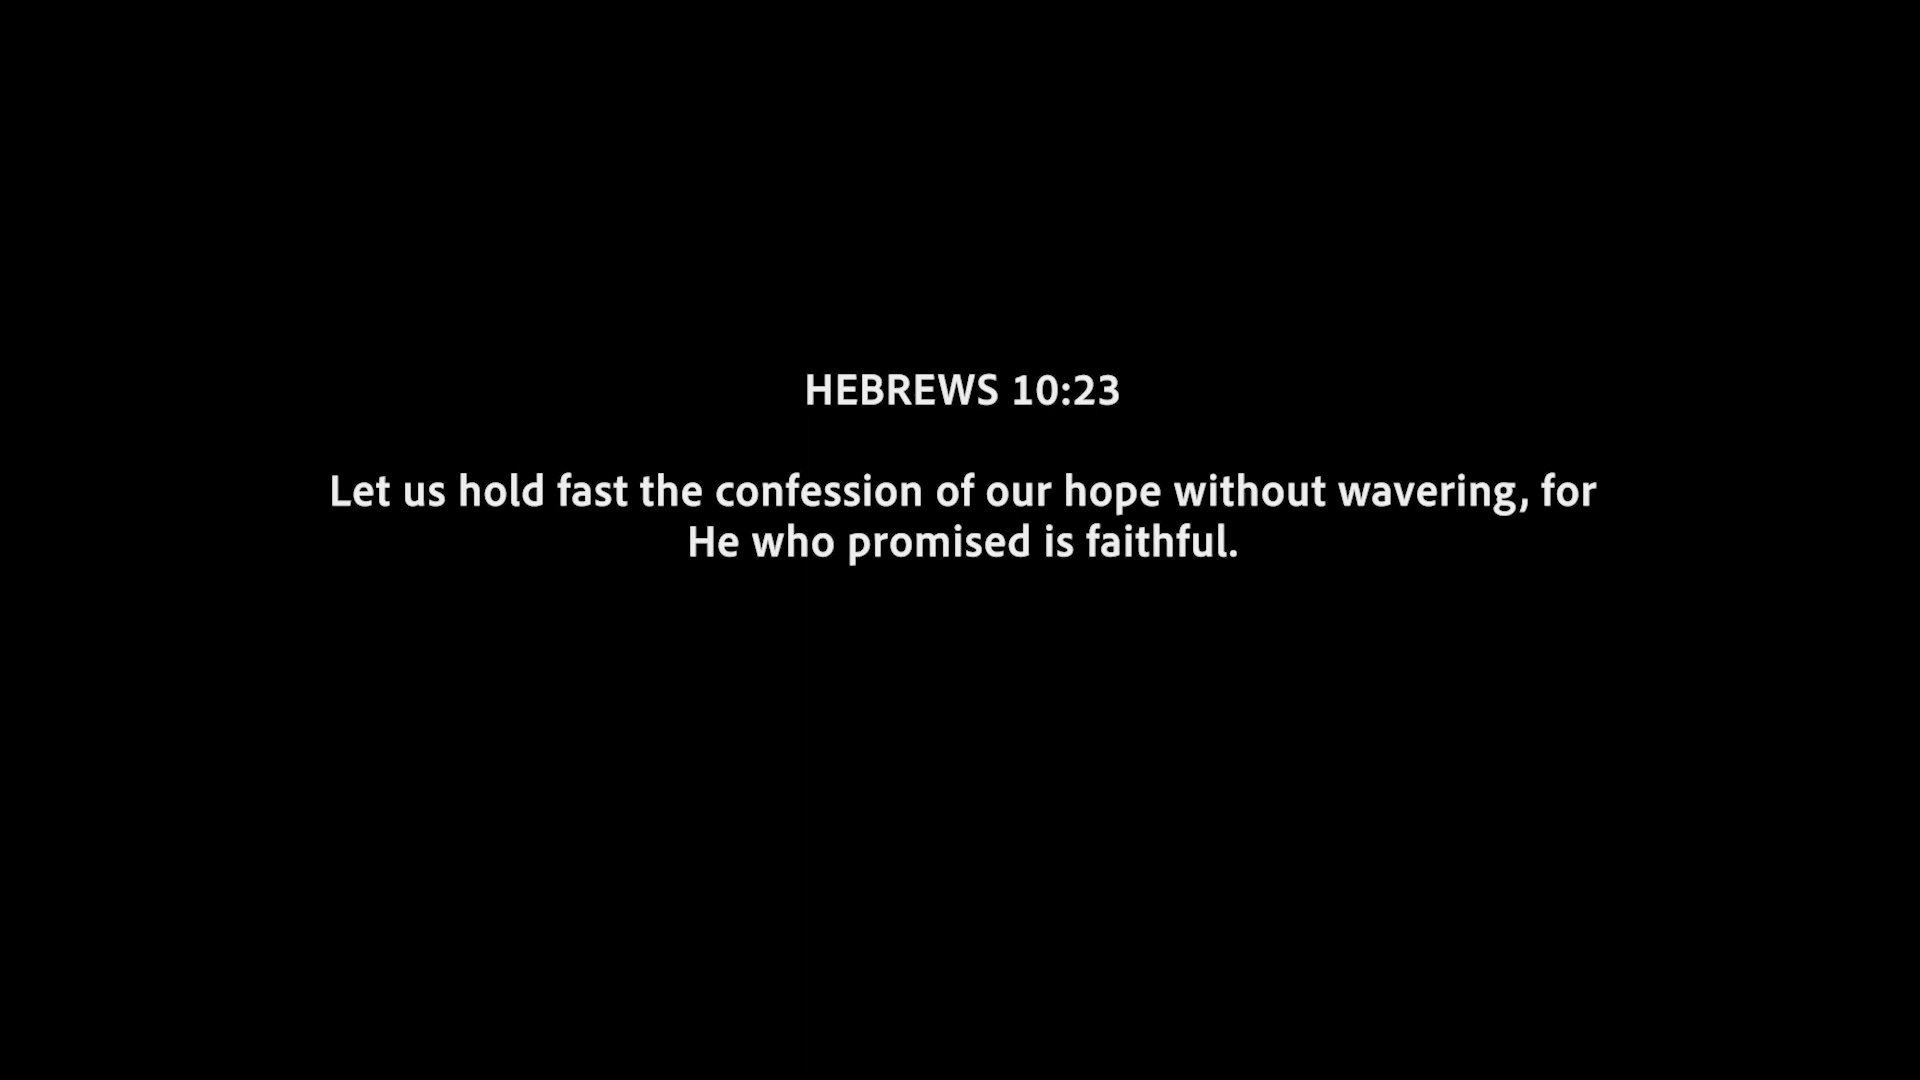 HEBREWS 10:23
Let us hold fast the confession of our hope without wavering, for
He who promised is faithful.